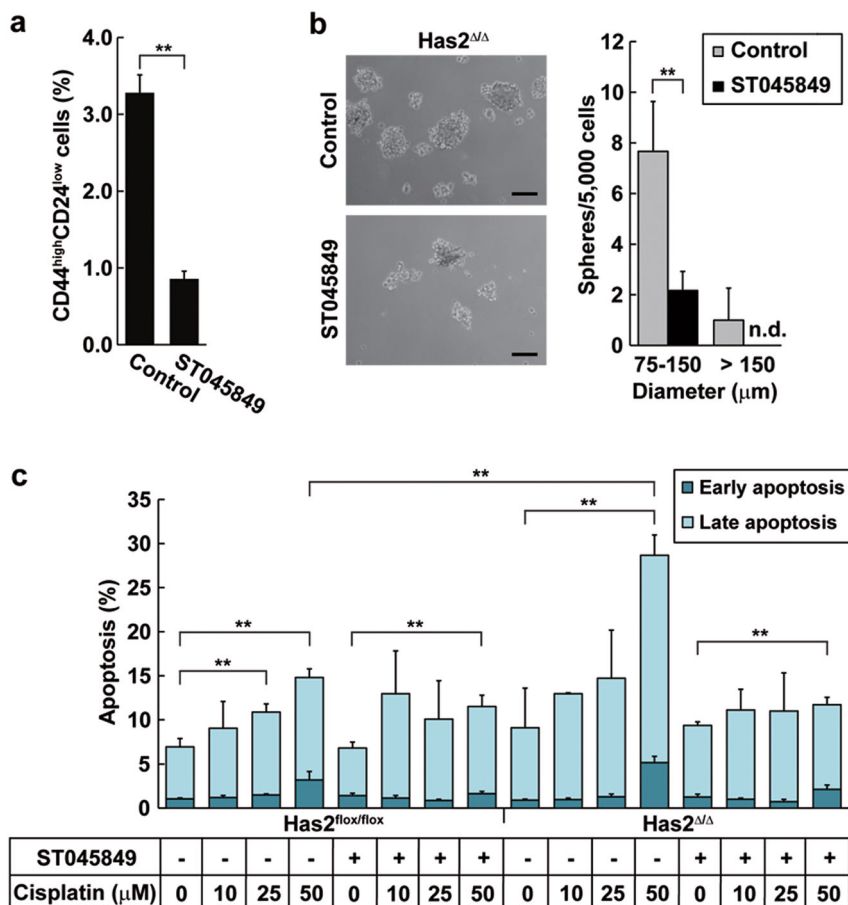 a
CD44highCD24low cells (%)
4.0
3.0
2.0
1.0
0.0
**
Control
ST045849
b
Has2Δ/Δ
Control
ST045849
Spheres/5,000 cells
12
10
8
6
4
2
0
**
n.d.
Control
ST045849
75-150 > 150
Diameter (μm)
c
Apoptosis (%)
35
30
25
20
15
10
5
0
** ** ** ** ** **
Early apoptosis
Late apoptosis
Has2flox/flox Has2Δ/Δ
ST045849 - - - - + + + + - - - - + + + +
Cisplatin (μM) 0 10 25 50 0 10 25 50 0 10 25 50 0 10 25 50